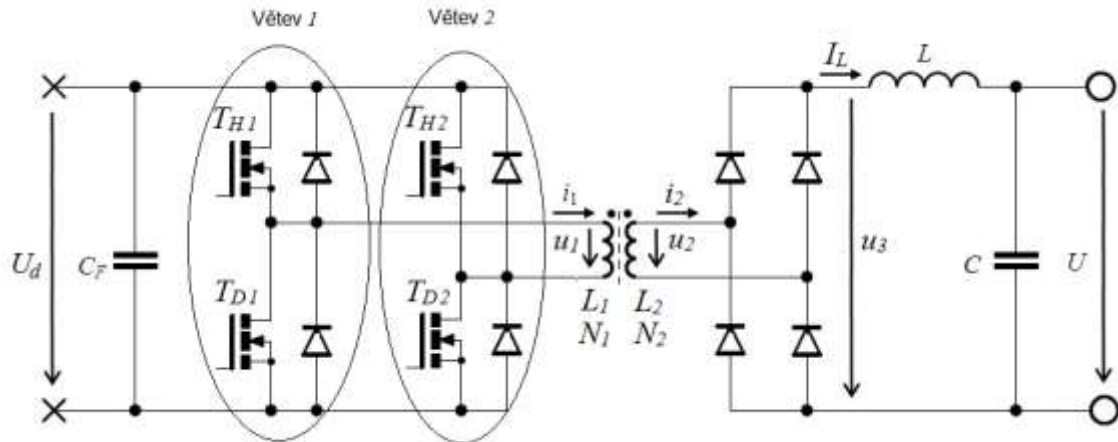 Větev 1
Větev 2
I_L
L
T_H1
T_H2
i_1
i_2
U_d
C_F
u_1
u_2
u_3
C
U
T_D1
T_D2
L_1
L_2
N_1
N_2